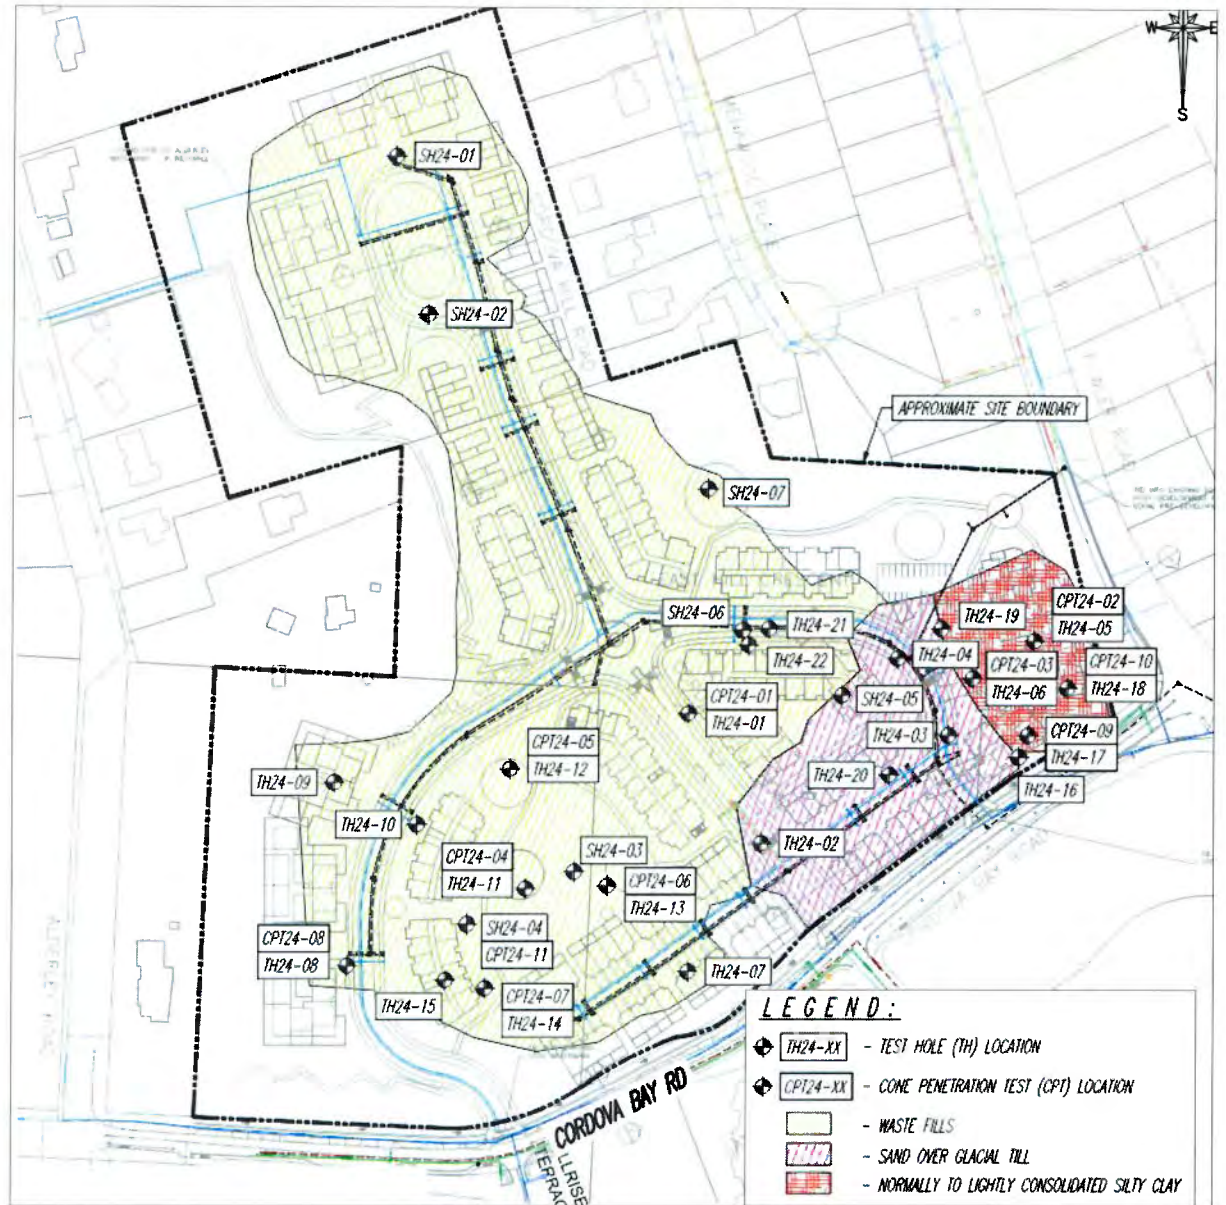 W E
S
SH24-01
SH24-02
APPROXIMATE SITE BOUNDARY
SH24-07
SH24-06
TH24-21
TH24-22
TH24-19
CPT24-02
TH24-05
TH24-04
CPT24-03
TH24-06
CPT24-10
TH24-18
CPT24-01
TH24-01
SH24-05
TH24-03
CPT24-09
TH24-17
CPT24-05
TH24-12
TH24-09
TH24-20
TH24-16
TH24-10
TH24-02
SH24-03
CPT24-04
TH24-11
CPT24-06
TH24-13
SH24-04
CPT24-11
CPT24-08
TH24-08
TH24-07
TH24-15
CPT24-07
TH24-14
CORDOVA BAY RD
LEGEND:
TH24-XX - TEST HOLE (TH) LOCATION
CPT24-XX - CONE PENETRATION TEST (CPT) LOCATION
- WASTE FILLS
- SAND OVER GLACIAL TILL
- NORMALLY TO LIGHTLY CONSOLIDATED SILTY CLAY